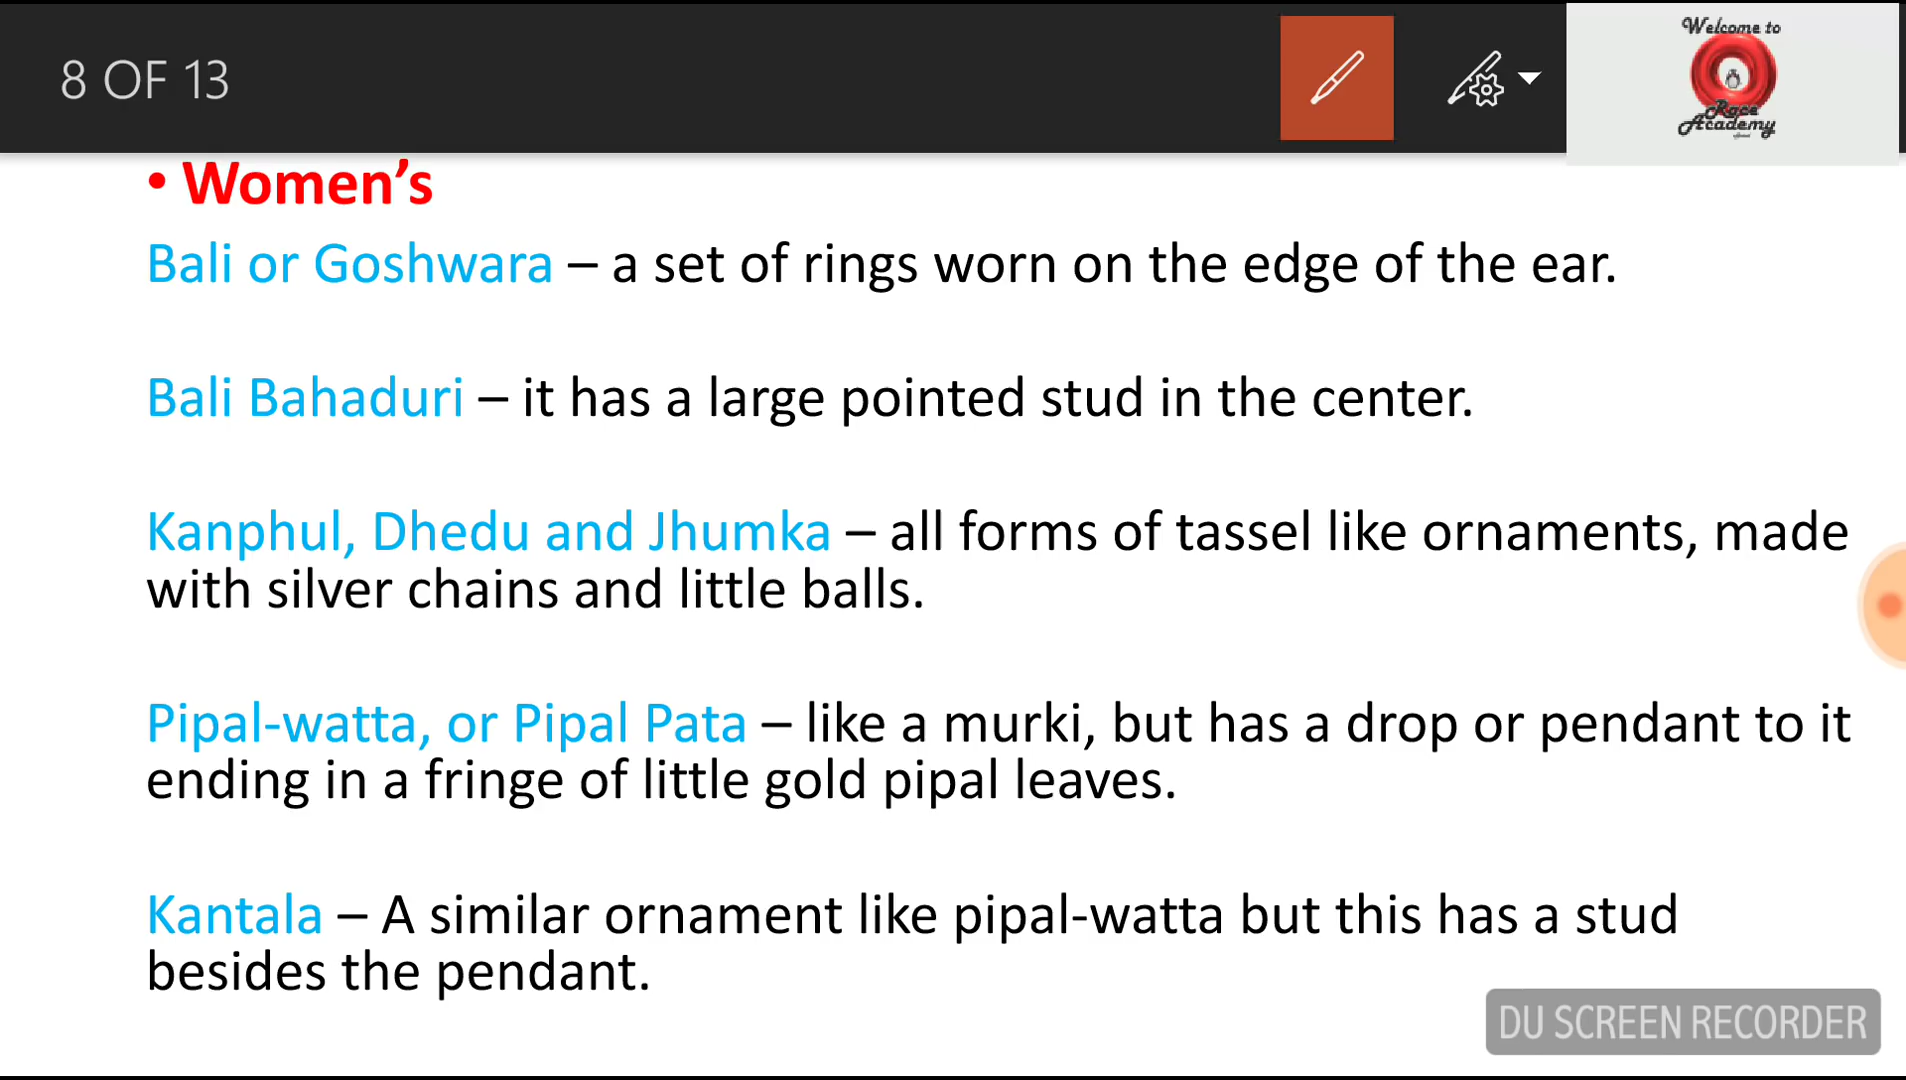 8 OF 13
Welcome to
Race
Academy
• Women’s
Bali or Goshwara – a set of rings worn on the edge of the ear.
Bali Bahaduri – it has a large pointed stud in the center.
Kanphul, Dhedu and Jhumka – all forms of tassel like ornaments, made
with silver chains and little balls.
Pipal-watta, or Pipal Pata – like a murki, but has a drop or pendant to it
ending in a fringe of little gold pipal leaves.
Kantala – A similar ornament like pipal-watta but this has a stud
besides the pendant.
DU SCREEN RECORDER